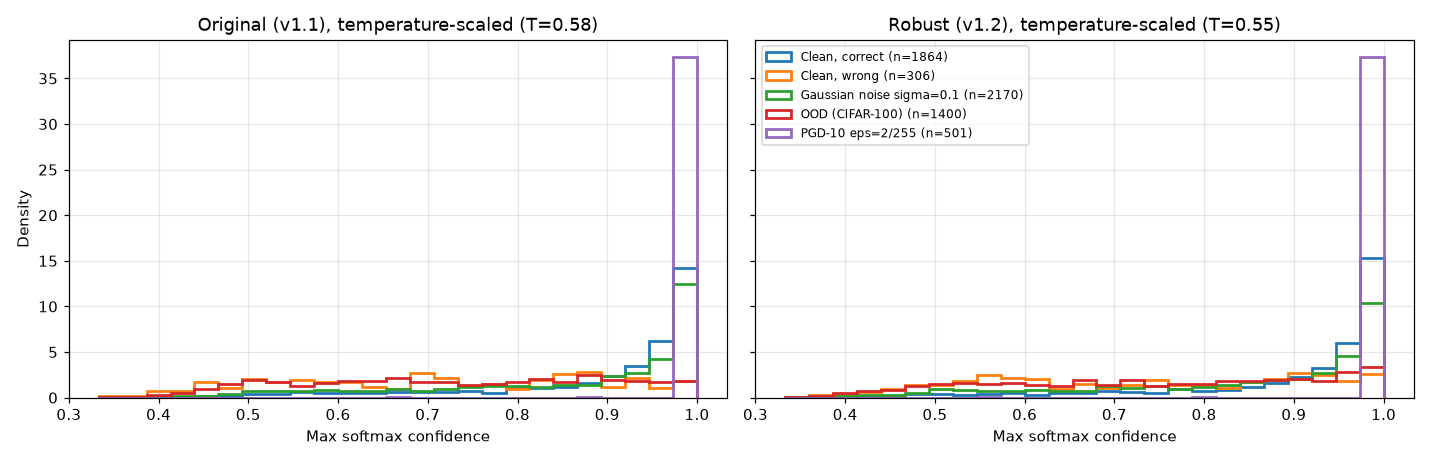 Original (v1.1), temperature-scaled (T=0.58)
Robust (v1.2), temperature-scaled (T=0.55)
Density
35
30
25
20
15
10
5
0
0.3 0.4 0.5 0.6 0.7 0.8 0.9 1.0
Max softmax confidence
Clean, correct (n=1864)
Clean, wrong (n=306)
Gaussian noise sigma=0.1 (n=2170)
OOD (CIFAR-100) (n=1400)
PGD-10 eps=2/255 (n=501)
0.3 0.4 0.5 0.6 0.7 0.8 0.9 1.0
Max softmax confidence